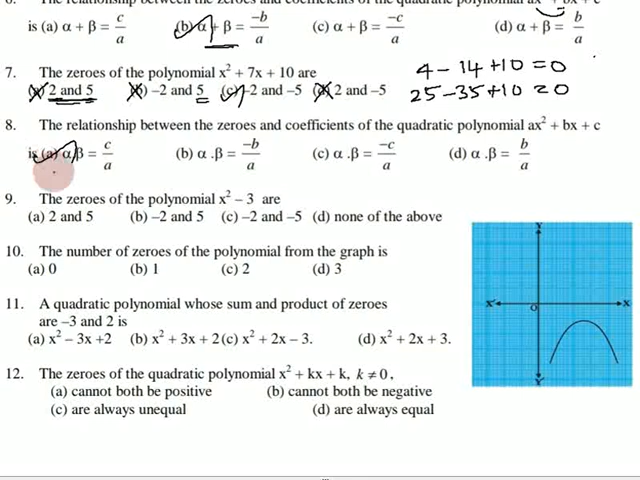 is (a) α + β = c/a (b) α + β = -b/a (c) α + β = -c/a (d) α + β = b/a
7. The zeroes of the polynomial x² + 7x + 10 are
4 - 14 + 10 = 0
(a) 2 and 5 (b) –2 and 5 (c) –2 and –5 (d) 2 and –5
25 - 35 + 10 = 0
8. The relationship between the zeroes and coefficients of the quadratic polynomial ax² + bx + c
is (a) α.β = c/a (b) α .β = -b/a (c) α .β = -c/a (d) α .β = b/a
9. The zeroes of the polynomial x² – 3 are
(a) 2 and 5 (b) –2 and 5 (c) –2 and –5 (d) none of the above
10. The number of zeroes of the polynomial from the graph is
(a) 0 (b) 1 (c) 2 (d) 3
Y
X' O X
Y'
11. A quadratic polynomial whose sum and product of zeroes
are –3 and 2 is
(a) x² – 3x +2 (b) x² + 3x + 2 (c) x² + 2x – 3. (d) x² + 2x + 3.
12. The zeroes of the quadratic polynomial x² + kx + k, k ≠ 0,
(a) cannot both be positive (b) cannot both be negative
(c) are always unequal (d) are always equal